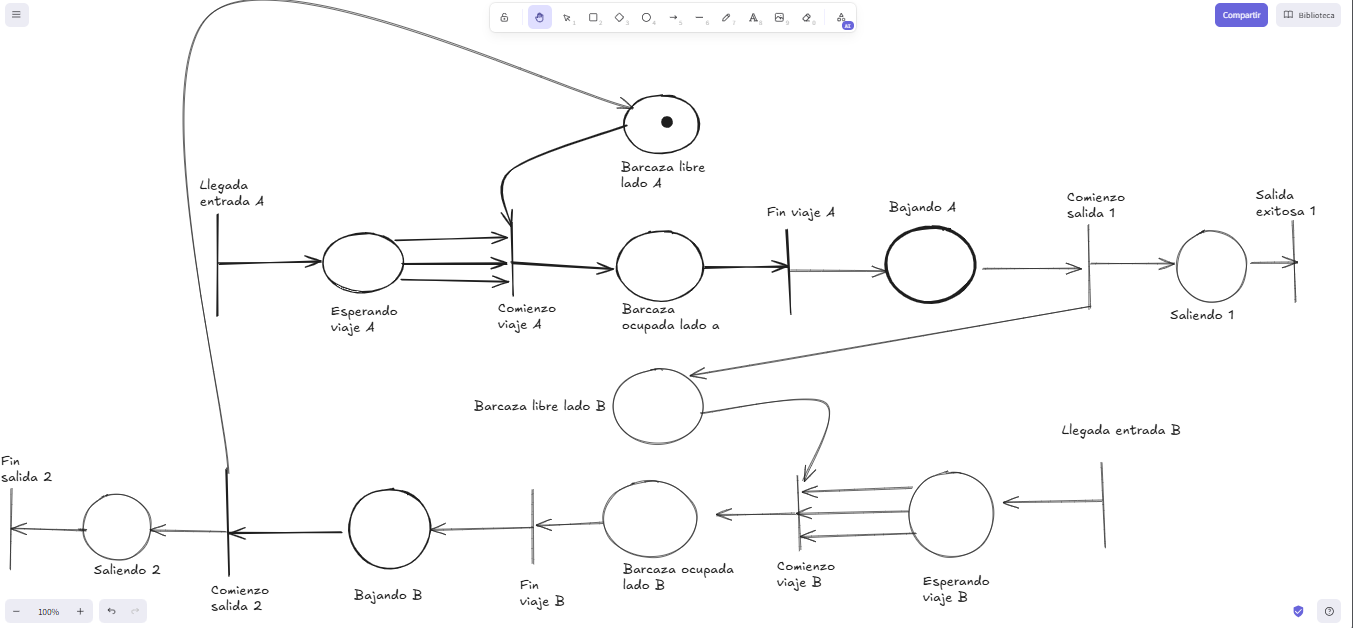 Compartir
Biblioteca
Barcaza libre
lado A
Llegada
entrada A
Fin viaje A
Bajando A
Comienzo
salida 1
Salida
exitosa 1
Esperando
viaje A
Comienzo
viaje A
Barcaza
ocupada lado a
Saliendo 1
Barcaza libre lado B
Llegada entrada B
Fin
salida 2
Saliendo 2
Comienzo
salida 2
Bajando B
Fin
viaje B
Barcaza ocupada
lado B
Comienzo
viaje B
Esperando
viaje B
100%